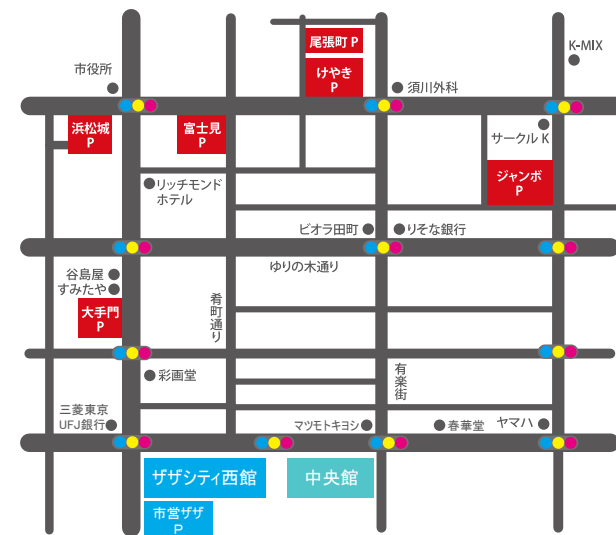 尾張町 P
けやき
P
K-MIX
市役所
須川外科
浜松城
P
富士見
P
サークル K
ジャンボ
P
リッチモンド
ホテル
ビオラ田町
りそな銀行
ゆりの木通り
谷島屋
すみたや
大手門
P
肴町通り
彩画堂
有楽街
三菱東京
UFJ銀行
マツモトキヨシ
春華堂
ヤマハ
ザザシティ西館
中央館
市営ザザ
P